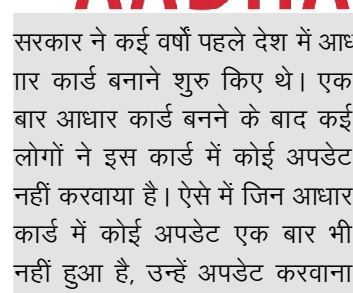 AADHA
सरकार ने कई वर्षों पहले देश में आध
ार कार्ड बनाने शुरु किए थे। एक
बार आधार कार्ड बनने के बाद कई
लोगों ने इस कार्ड में कोई अपडेट
नहीं करवाया है। ऐसे में जिन आधार
कार्ड में कोई अपडेट एक बार भी
नहीं हुआ है, उन्हें अपडेट करवाना